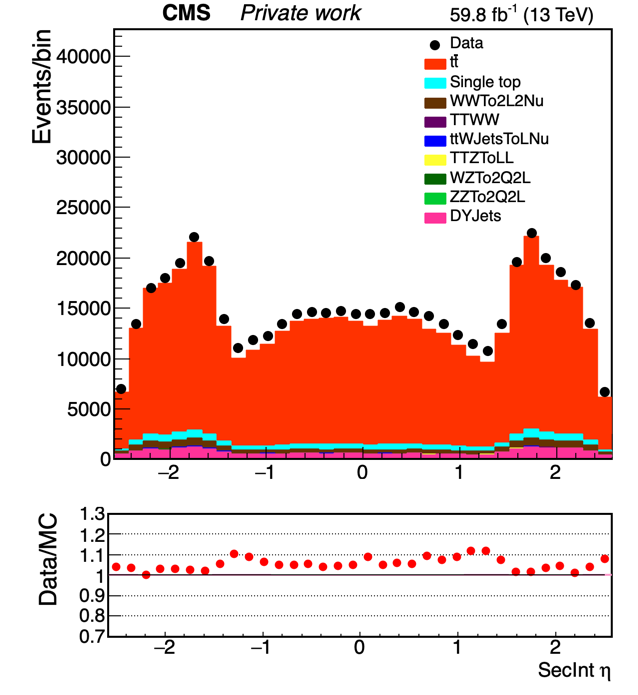 CMS Private work 59.8 fb⁻¹ (13 TeV)
Events/bin
40000
35000
30000
25000
20000
15000
10000
5000
0
Data
tt̄
Single top
WWTo2L2Nu
TTWW
ttWJetsToLNu
TTZToLL
WZTo2Q2L
ZZTo2Q2L
DYJets
−2 −1 0 1 2
Data/MC
1.3
1.2
1.1
1
0.9
0.8
0.7
−2 −1 0 1 2
SecInt η